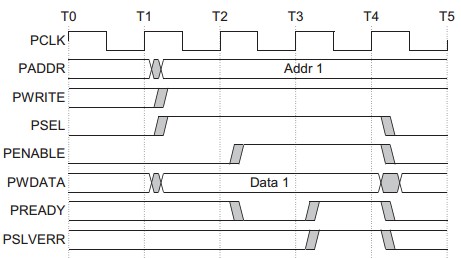 T0 T1 T2 T3 T4 T5
PCLK
PADDR Addr 1
PWRITE
PSEL
PENABLE
PWDATA Data 1
PREADY
PSLVERR